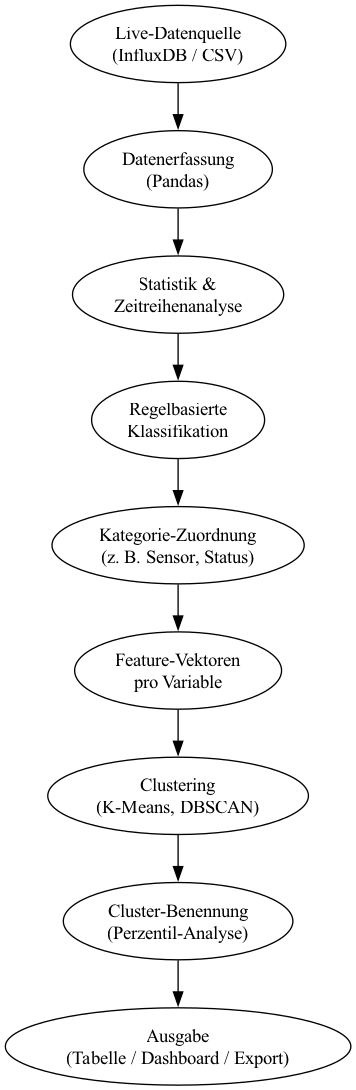 Live-Datenquelle
(InfluxDB / CSV)
Datenerfassung
(Pandas)
Statistik &
Zeitreihenanalyse
Regelbasierte
Klassifikation
Kategorie-Zuordnung
(z. B. Sensor, Status)
Feature-Vektoren
pro Variable
Clustering
(K-Means, DBSCAN)
Cluster-Benennung
(Perzentil-Analyse)
Ausgabe
(Tabelle / Dashboard / Export)